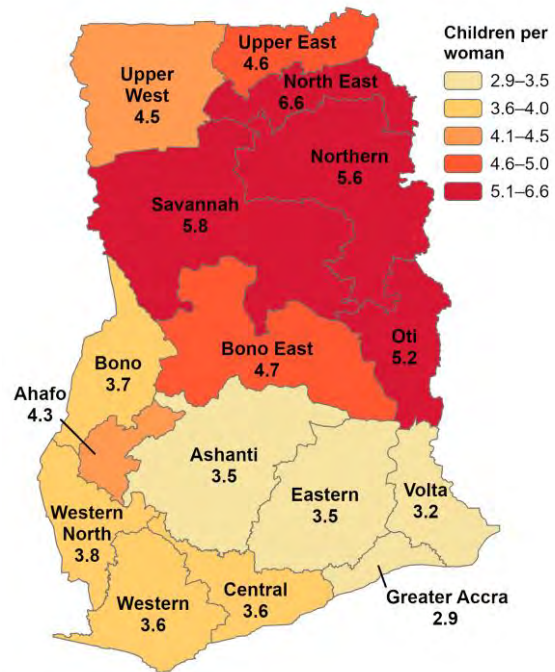 Children per
woman
2.9–3.5
3.6–4.0
4.1–4.5
4.6–5.0
5.1–6.6
Upper East
4.6
North East
6.6
Upper
West
4.5
Northern
5.6
Savannah
5.8
Oti
5.2
Bono East
4.7
Bono
3.7
Ahafo
4.3
Ashanti
3.5
Eastern
3.5
Volta
3.2
Western
North
3.8
Central
3.6
Western
3.6
Greater Accra
2.9